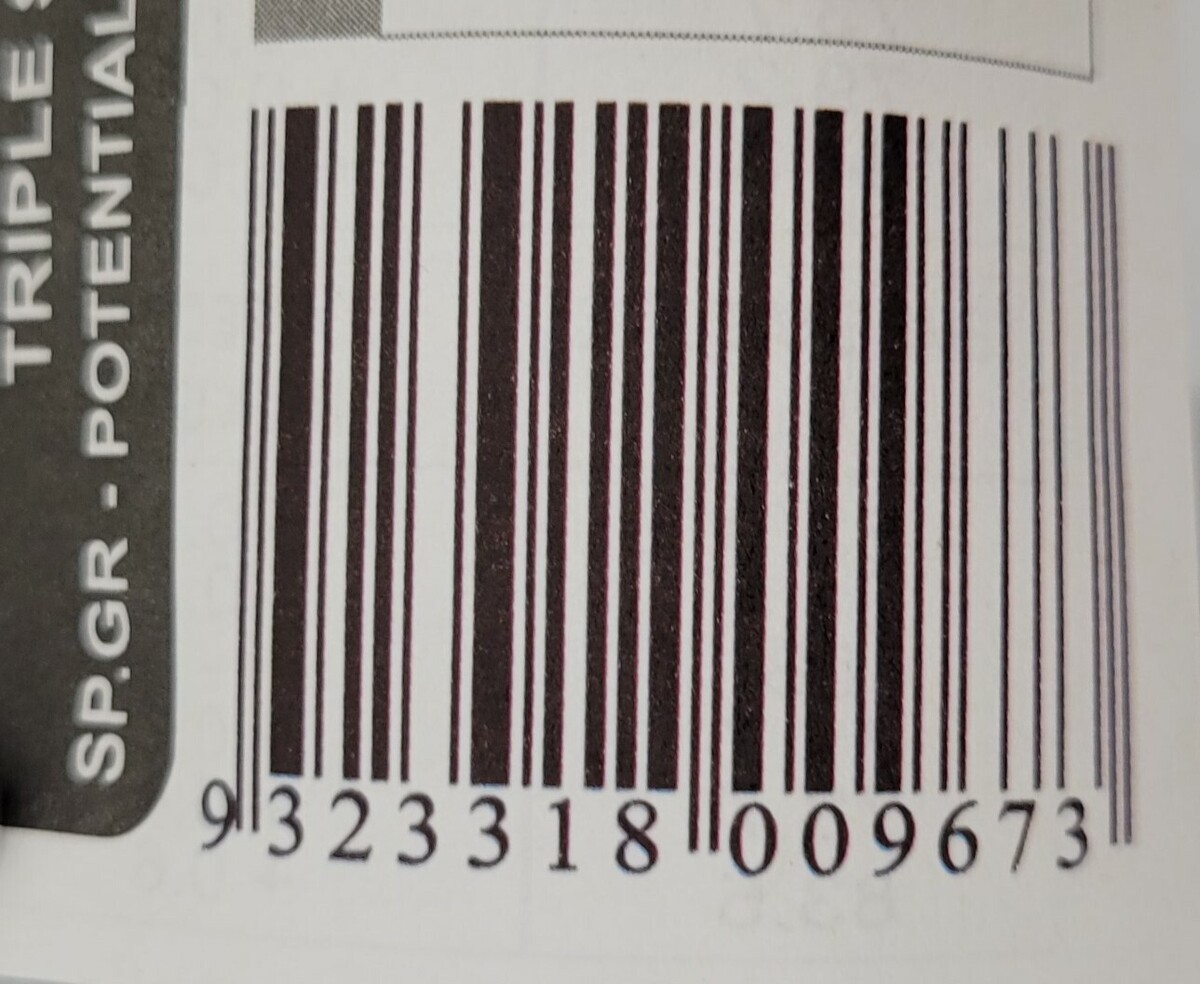 TRIPLE
SP.GR - POTENTIAL
9 323318 009673